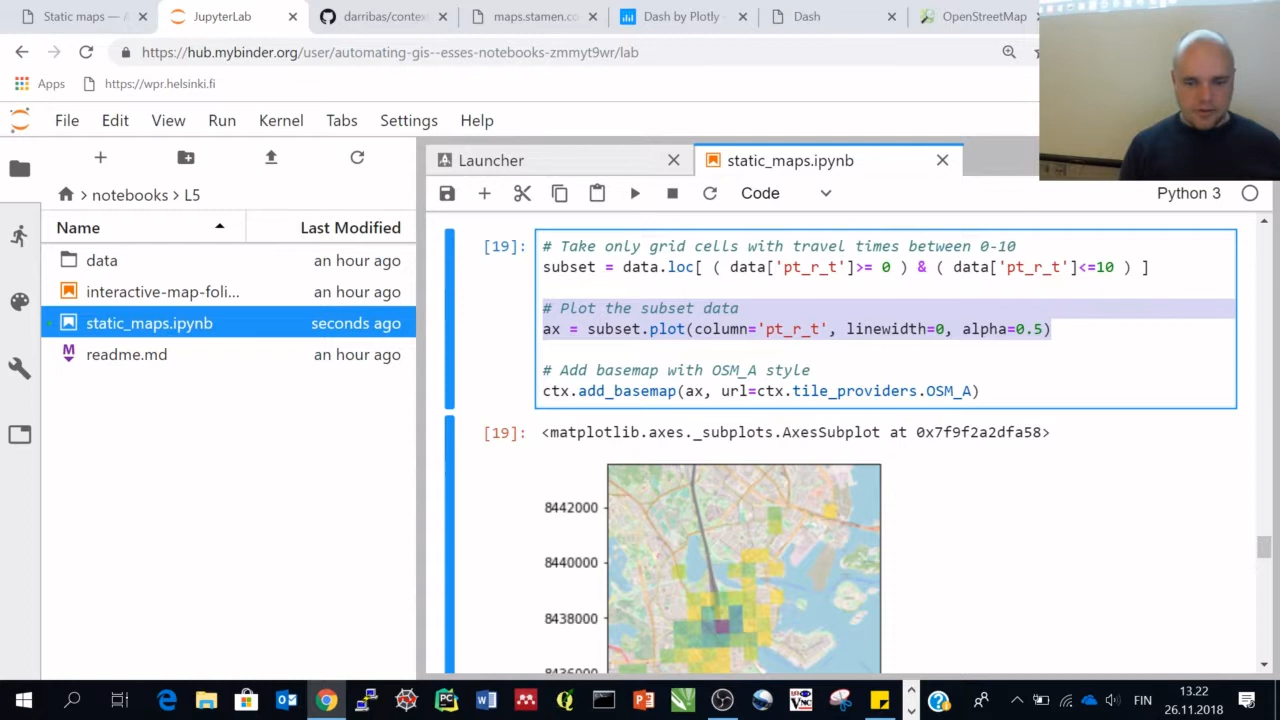 Static maps —
JupyterLab
darribas/conte
maps.stamen.co
Dash by Plotly -
Dash
OpenStreetMap
https://hub.mybinder.org/user/automating-gis--esses-notebooks-zmmyt9wr/lab
Apps
https://wpr.helsinki.fi
File
Edit
View
Run
Kernel
Tabs
Settings
Help
Launcher
static_maps.ipynb
Code
Python 3
notebooks
L5
Name
Last Modified
data
an hour ago
interactive-map-foli...
an hour ago
static_maps.ipynb
seconds ago
readme.md
an hour ago
[19]:
# Take only grid cells with travel times between 0-10
subset = data.loc[ ( data['pt_r_t']>= 0 ) & ( data['pt_r_t']<=10 ) ]
# Plot the subset data
ax = subset.plot(column='pt_r_t', linewidth=0, alpha=0.5)
# Add basemap with OSM_A style
ctx.add_basemap(ax, url=ctx.tile_providers.OSM_A)
[19]:
<matplotlib.axes._subplots.AxesSubplot at 0x7f9f2a2dfa58>
8442000
8440000
8438000
8436000
FIN
13.22
26.11.2018